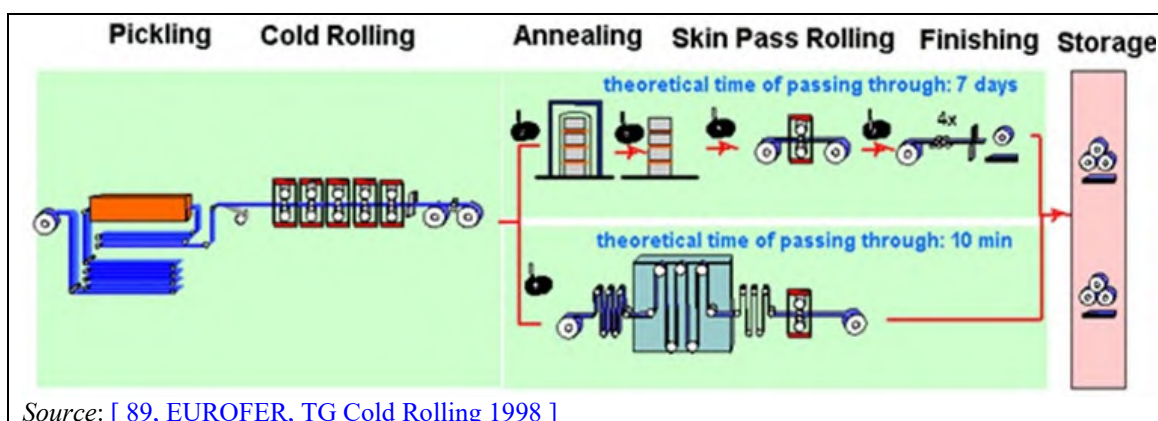 Pickling Cold Rolling Annealing Skin Pass Rolling Finishing Storage
theoretical time of passing through: 7 days
4x
theoretical time of passing through: 10 min
Source: [ 89, EUROFER, TG Cold Rolling 1998 ]